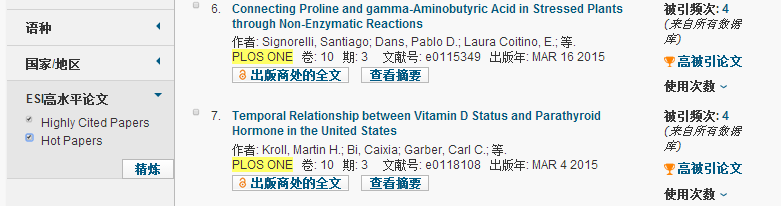 语种
国家/地区
ESI高水平论文
Highly Cited Papers
Hot Papers
精炼
6. Connecting Proline and gamma-Aminobutyric Acid in Stressed Plants
through Non-Enzymatic Reactions
作者: Signorelli, Santiago; Dans, Pablo D.; Laura Coitino, E.; 等.
PLOS ONE 卷: 10 期: 3 文献号: e0115349 出版年: MAR 16 2015
出版商处的全文 查看摘要
被引频次: 4
(来自所有数据
库)
高被引论文
使用次数
7. Temporal Relationship between Vitamin D Status and Parathyroid
Hormone in the United States
作者: Kroll, Martin H.; Bi, Caixia; Garber, Carl C.; 等.
PLOS ONE 卷: 10 期: 3 文献号: e0118108 出版年: MAR 4 2015
出版商处的全文 查看摘要
被引频次: 4
(来自所有数据
库)
高被引论文
使用次数